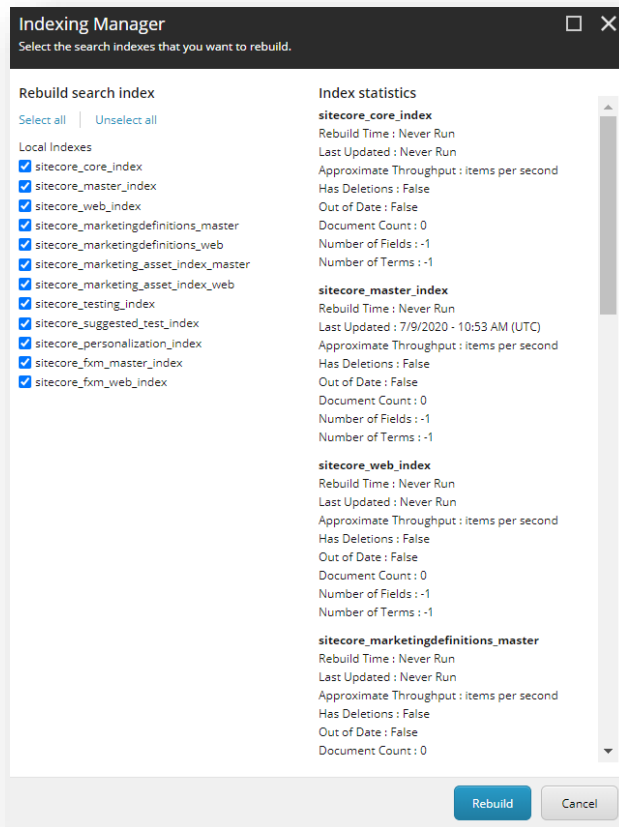 Indexing Manager
Select the search indexes that you want to rebuild.
Rebuild search index
Select all
Unselect all
Local Indexes
sitecore_core_index
sitecore_master_index
sitecore_web_index
sitecore_marketingdefinitions_master
sitecore_marketingdefinitions_web
sitecore_marketing_asset_index_master
sitecore_marketing_asset_index_web
sitecore_testing_index
sitecore_suggested_test_index
sitecore_personalization_index
sitecore_fxm_master_index
sitecore_fxm_web_index
Index statistics
sitecore_core_index
Rebuild Time : Never Run
Last Updated : Never Run
Approximate Throughput : items per second
Has Deletions : False
Out of Date : False
Document Count : 0
Number of Fields : -1
Number of Terms : -1
sitecore_master_index
Rebuild Time : Never Run
Last Updated : 7/9/2020 - 10:53 AM (UTC)
Approximate Throughput : items per second
Has Deletions : False
Out of Date : False
Document Count : 0
Number of Fields : -1
Number of Terms : -1
sitecore_web_index
Rebuild Time : Never Run
Last Updated : Never Run
Approximate Throughput : items per second
Has Deletions : False
Out of Date : False
Document Count : 0
Number of Fields : -1
Number of Terms : -1
sitecore_marketingdefinitions_master
Rebuild Time : Never Run
Last Updated : Never Run
Approximate Throughput : items per second
Has Deletions : False
Out of Date : False
Document Count : 0
Rebuild
Cancel